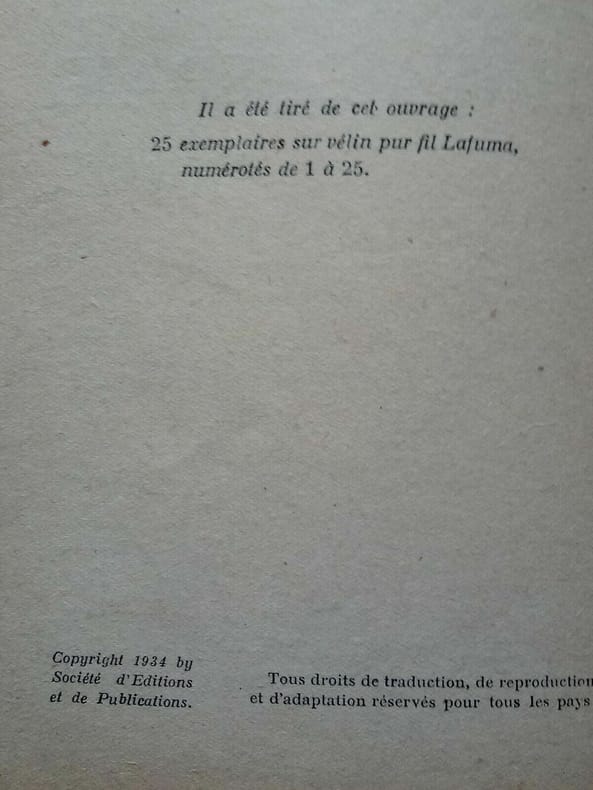 Il a été tiré de cet ouvrage :
25 exemplaires sur vélin pur fil Lafuma,
numérotés de 1 à 25.
Copyright 1934 by
Société d'Editions
et de Publications.
Tous droits de traduction, de reproduction
et d'adaptation réservés pour tous les pays